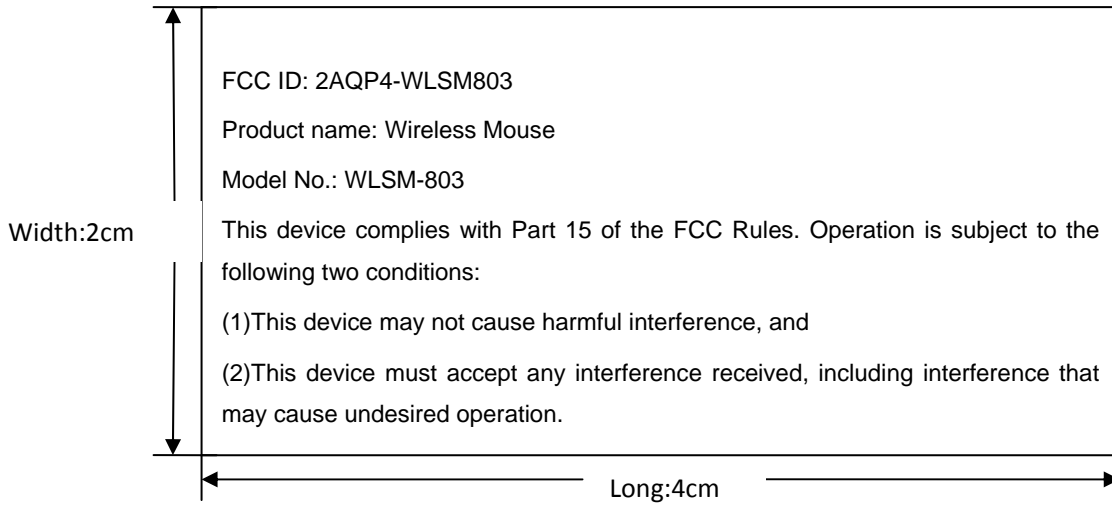 FCC ID: 2AQP4-WLSM803
Product name: Wireless Mouse
Model No.: WLSM-803
Width:2cm
This device complies with Part 15 of the FCC Rules. Operation is subject to the
following two conditions:
(1)This device may not cause harmful interference, and
(2)This device must accept any interference received, including interference that
may cause undesired operation.
Long:4cm